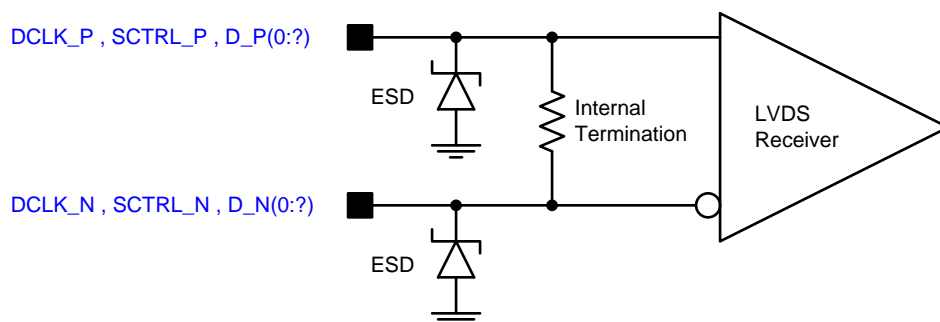 DCLK_P , SCTRL_P , D_P(0:?)
ESD
Internal
Termination
LVDS
Receiver
DCLK_N , SCTRL_N , D_N(0:?)
ESD